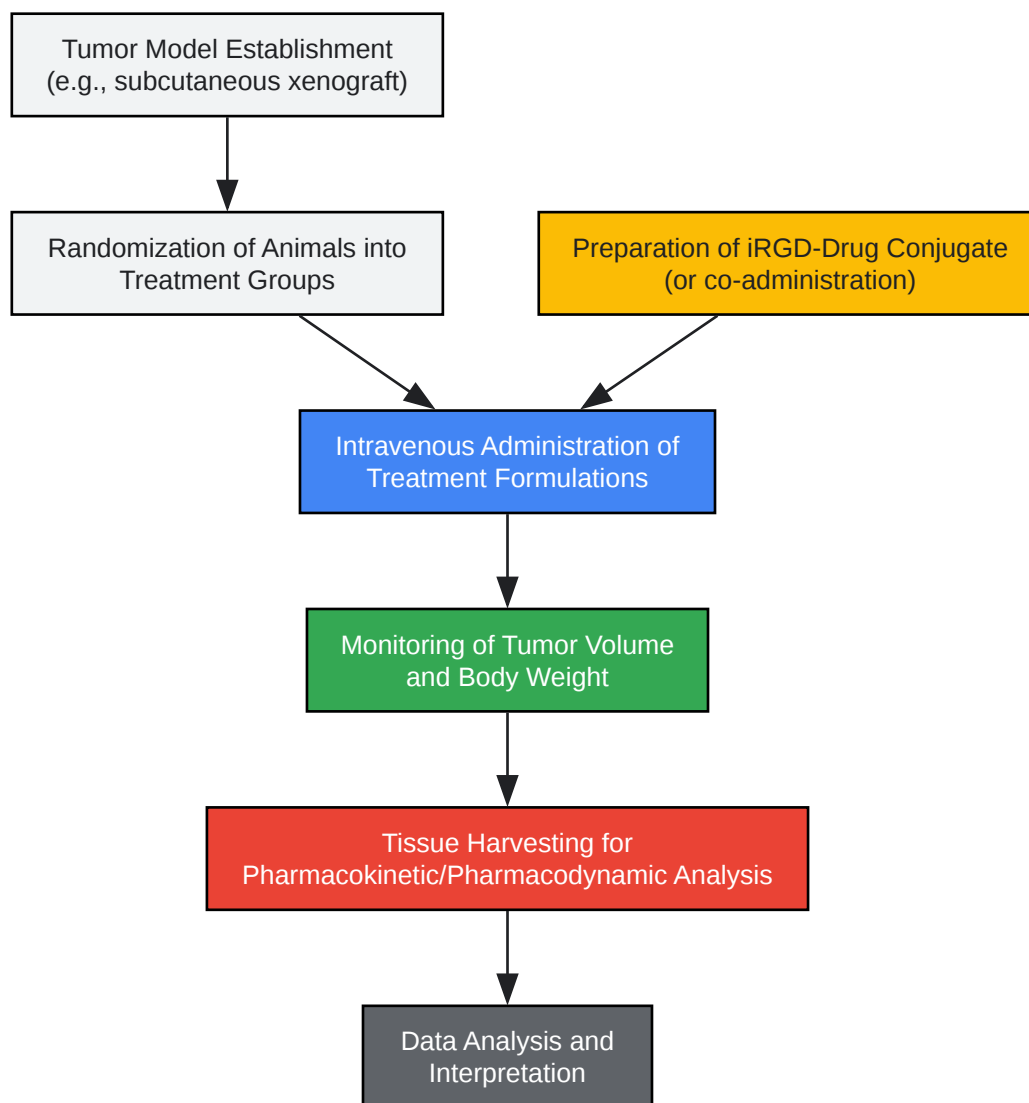 Tumor Model Establishment
(e.g., subcutaneous xenograft)
Randomization of Animals into
Treatment Groups
Preparation of iRGD-Drug Conjugate
(or co-administration)
Intravenous Administration of
Treatment Formulations
Monitoring of Tumor Volume
and Body Weight
Tissue Harvesting for
Pharmacokinetic/Pharmacodynamic Analysis
Data Analysis and
Interpretation